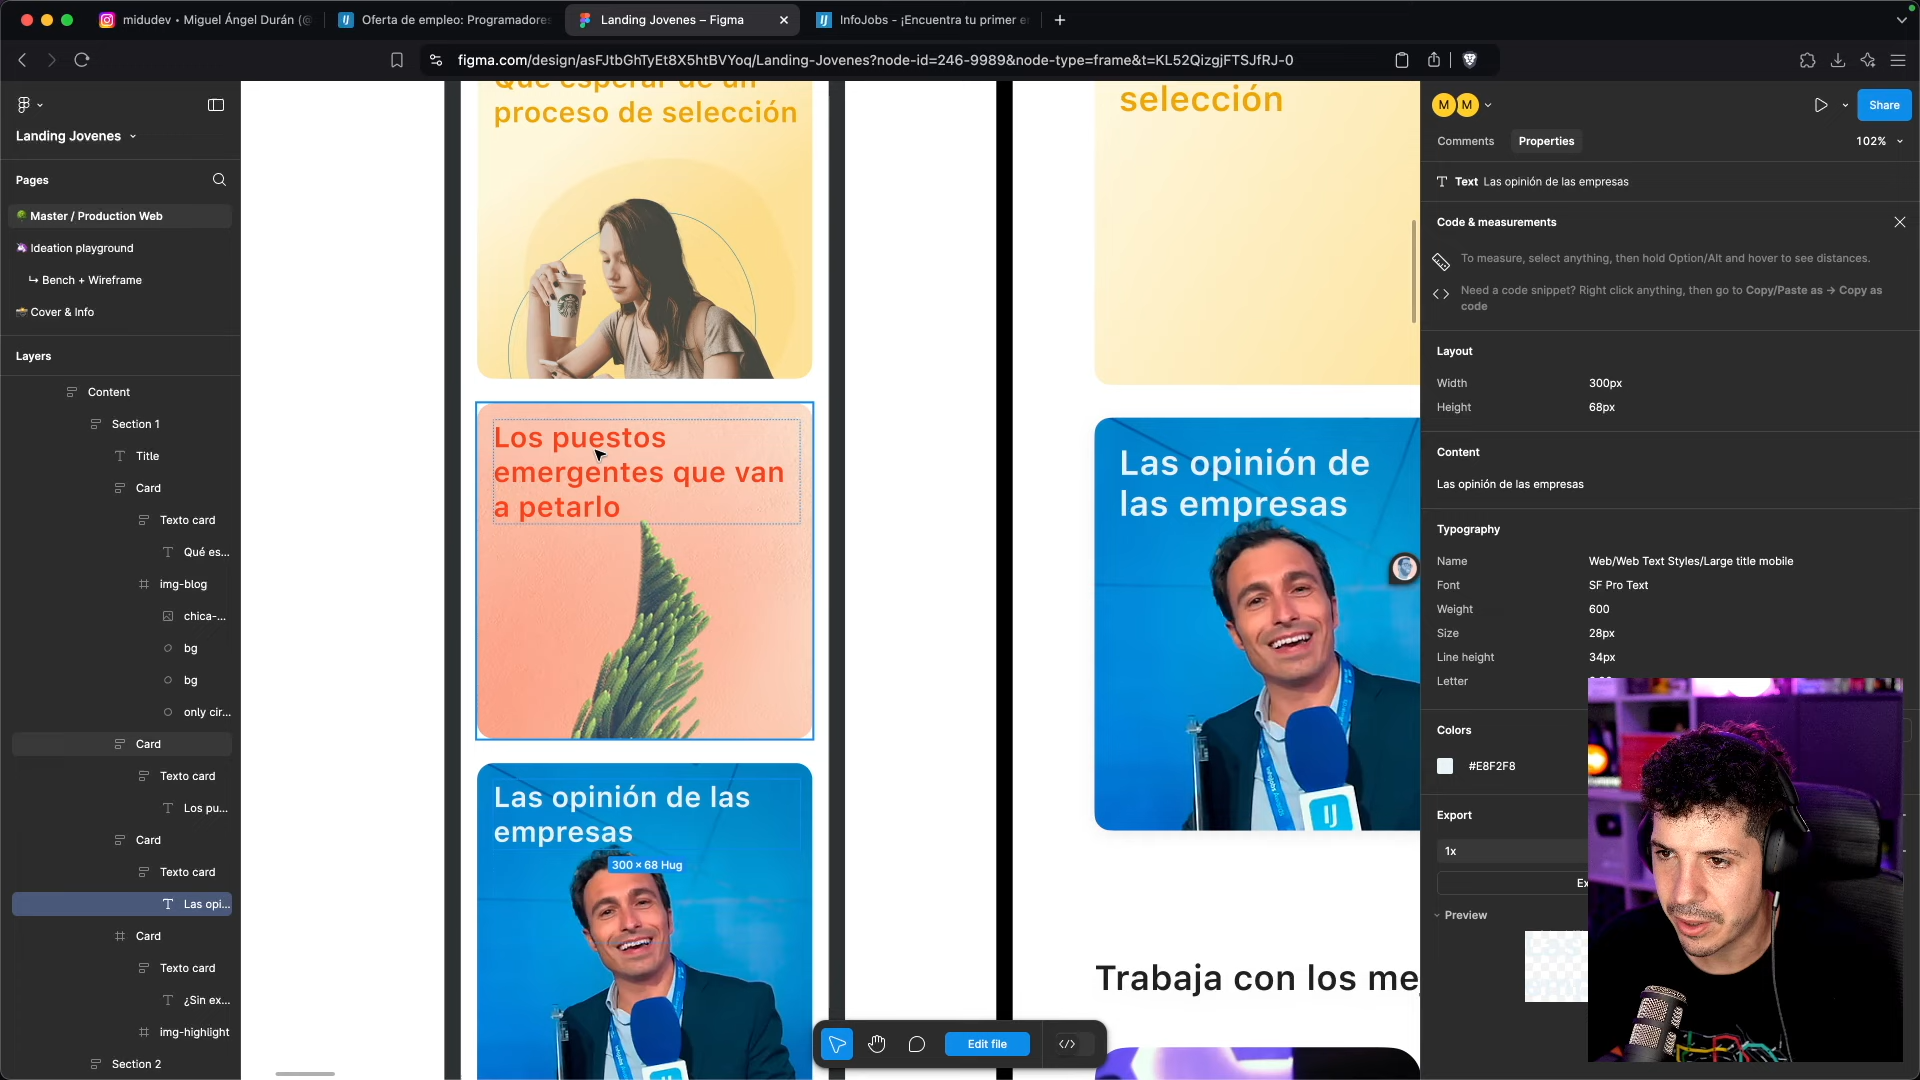 midudev • Miguel Ángel Durán (@
Oferta de empleo: Programadores
Landing Jovenes – Figma
InfoJobs - ¡Encuentra tu primer e
figma.com/design/asFJtbGhTyEt8X5htBVYoq/Landing-Jovenes?node-id=246-9989&node-type=frame&t=KL52QizgjFTSJfRJ-0
Landing Jovenes
Pages
Master / Production Web
Ideation playground
↳ Bench + Wireframe
Cover & Info
Layers
Content
Section 1
Title
Card
Texto card
Qué es...
img-blog
chica-...
bg
bg
only cir...
Card
Texto card
Los pu...
Card
Texto card
Las opi...
Card
Texto card
¿Sin ex...
img-highlight
Section 2
Qué esperar de un
proceso de selección
Los puestos
emergentes que van
a petarlo
Las opinión de las
empresas
300 × 68 Hug
selección
Las opinión de
las empresas
Trabaja con los me
Edit file
M
M
Share
Comments
Properties
102%
Text Las opinión de las empresas
Code & measurements
To measure, select anything, then hold Option/Alt and hover to see distances.
Need a code snippet? Right click anything, then go to Copy/Paste as → Copy as
code
Layout
Width 300px
Height 68px
Content
Las opinión de las empresas
Typography
Name Web/Web Text Styles/Large title mobile
Font SF Pro Text
Weight 600
Size 28px
Line height 34px
Letter
Colors
#E8F2F8
Export
1x
Ex
Preview